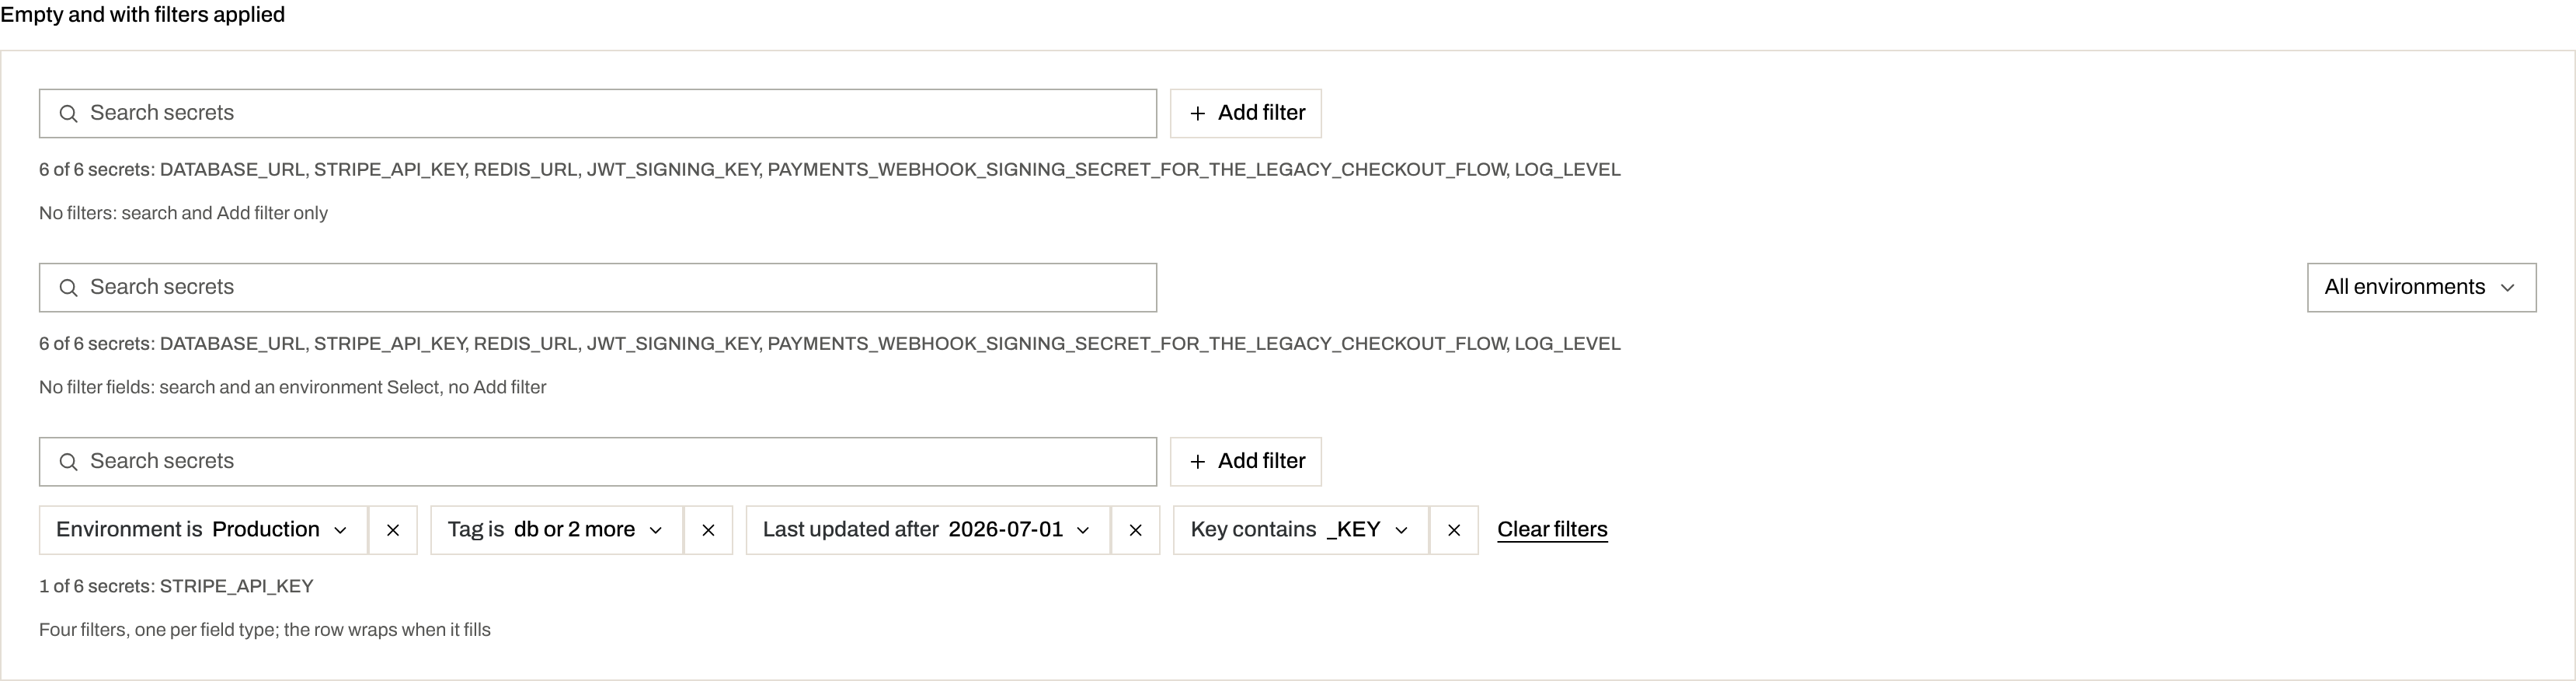 Empty and with filters applied
Search secrets
Add filter
6 of 6 secrets: DATABASE_URL, STRIPE_API_KEY, REDIS_URL, JWT_SIGNING_KEY, PAYMENTS_WEBHOOK_SIGNING_SECRET_FOR_THE_LEGACY_CHECKOUT_FLOW, LOG_LEVEL
No filters: search and Add filter only
Search secrets
All environments
6 of 6 secrets: DATABASE_URL, STRIPE_API_KEY, REDIS_URL, JWT_SIGNING_KEY, PAYMENTS_WEBHOOK_SIGNING_SECRET_FOR_THE_LEGACY_CHECKOUT_FLOW, LOG_LEVEL
No filter fields: search and an environment Select, no Add filter
Search secrets
Add filter
Environment is Production
Tag is db or 2 more
Last updated after 2026-07-01
Key contains _KEY
Clear filters
1 of 6 secrets: STRIPE_API_KEY
Four filters, one per field type; the row wraps when it fills